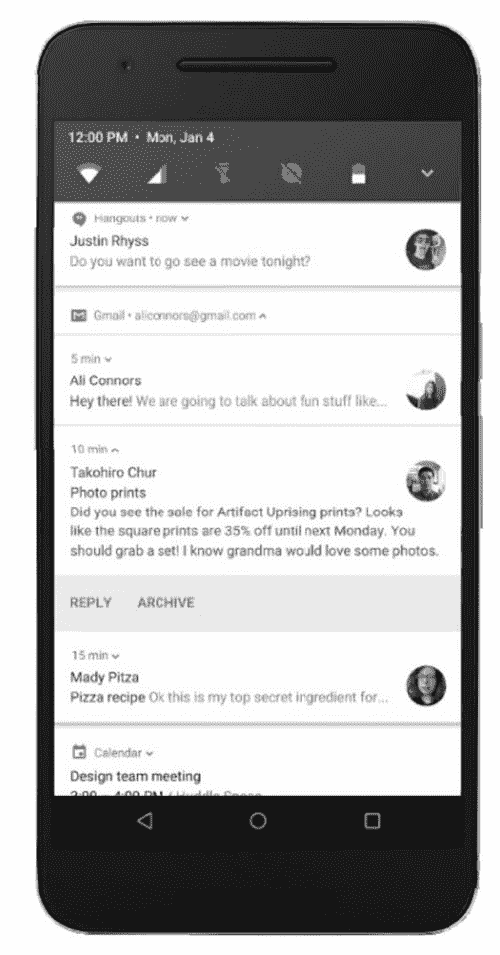 12:00 PM • Mon, Jan 4
Hangouts • now
Justin Rhyss
Do you want to go see a movie tonight?
Gmail • aliconnors@gmail.com
5 min
Ali Connors
Hey there! We are going to talk about fun stuff like...
10 min
Takohiro Chur
Photo prints
Did you see the sale for Artifact Uprising prints? Looks
like the square prints are 35% off until next Monday. You
should grab a set! I know grandma would love some photos.
REPLY ARCHIVE
15 min
Mady Pitza
Pizza recipe Ok this is my top secret ingredient for...
Calendar
Design team meeting